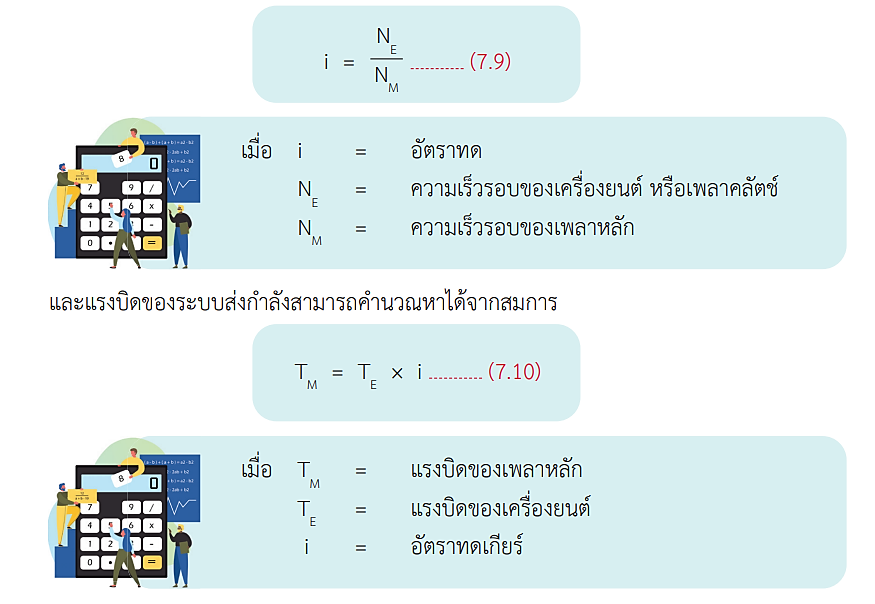 i = N_E / N_M ........... (7.9)
เมื่อ i = อัตราทด
N_E = ความเร็วรอบของเครื่องยนต์ หรือเพลาคลัตช์
N_M = ความเร็วรอบของเพลาหลัก
และแรงบิดของระบบส่งกำลังสามารถคำนวณหาได้จากสมการ
T_M = T_E × i ........... (7.10)
เมื่อ T_M = แรงบิดของเพลาหลัก
T_E = แรงบิดของเครื่องยนต์
i = อัตราทดเกียร์